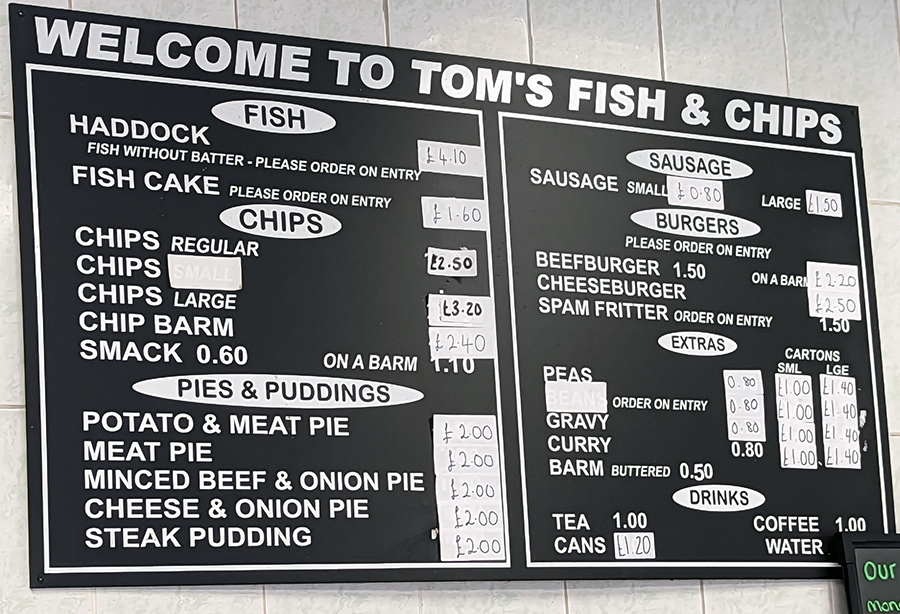 WELCOME TO TOM'S FISH & CHIPS
FISH
HADDOCK £4.10
FISH WITHOUT BATTER - PLEASE ORDER ON ENTRY
FISH CAKE PLEASE ORDER ON ENTRY £1.60
CHIPS
CHIPS REGULAR £2.50
CHIPS SMALL
CHIPS LARGE £3.20
CHIP BARM £2.40
SMACK 0.60 ON A BARM 1.10
PIES & PUDDINGS
POTATO & MEAT PIE £2.00
MEAT PIE £2.00
MINCED BEEF & ONION PIE £2.00
CHEESE & ONION PIE £2.00
STEAK PUDDING £2.00
SAUSAGE
SAUSAGE SMALL £0.80 LARGE £1.50
BURGERS
PLEASE ORDER ON ENTRY
BEEFBURGER 1.50 ON A BARM £2.20
CHEESEBURGER £2.50
SPAM FRITTER ORDER ON ENTRY 1.50
EXTRAS
CARTONS
SML LGE
PEAS 0.80 £1.00 £1.40
BEANS ORDER ON ENTRY 0.80 £1.00 £1.40
GRAVY 0.80 £1.00 £1.40
CURRY 0.80 £1.00 £1.40
BARM BUTTERED 0.50
DRINKS
TEA 1.00 COFFEE 1.00
CANS £1.20 WATER
Our